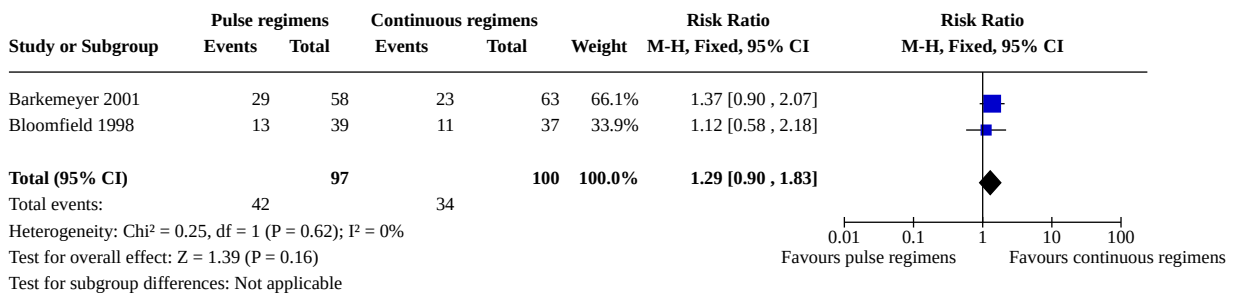 Pulse regimens Continuous regimens Risk Ratio Risk Ratio
Study or Subgroup Events Total Events Total Weight M-H, Fixed, 95% CI M-H, Fixed, 95% CI
Barkemeyer 2001 29 58 23 63 66.1% 1.37 [0.90 , 2.07]
Bloomfield 1998 13 39 11 37 33.9% 1.12 [0.58 , 2.18]
Total (95% CI) 97 100 100.0% 1.29 [0.90 , 1.83]
Total events: 42 34
Heterogeneity: Chi² = 0.25, df = 1 (P = 0.62); I² = 0%
0.01 0.1 1 10 100
Test for overall effect: Z = 1.39 (P = 0.16) Favours pulse regimens Favours continuous regimens
Test for subgroup differences: Not applicable